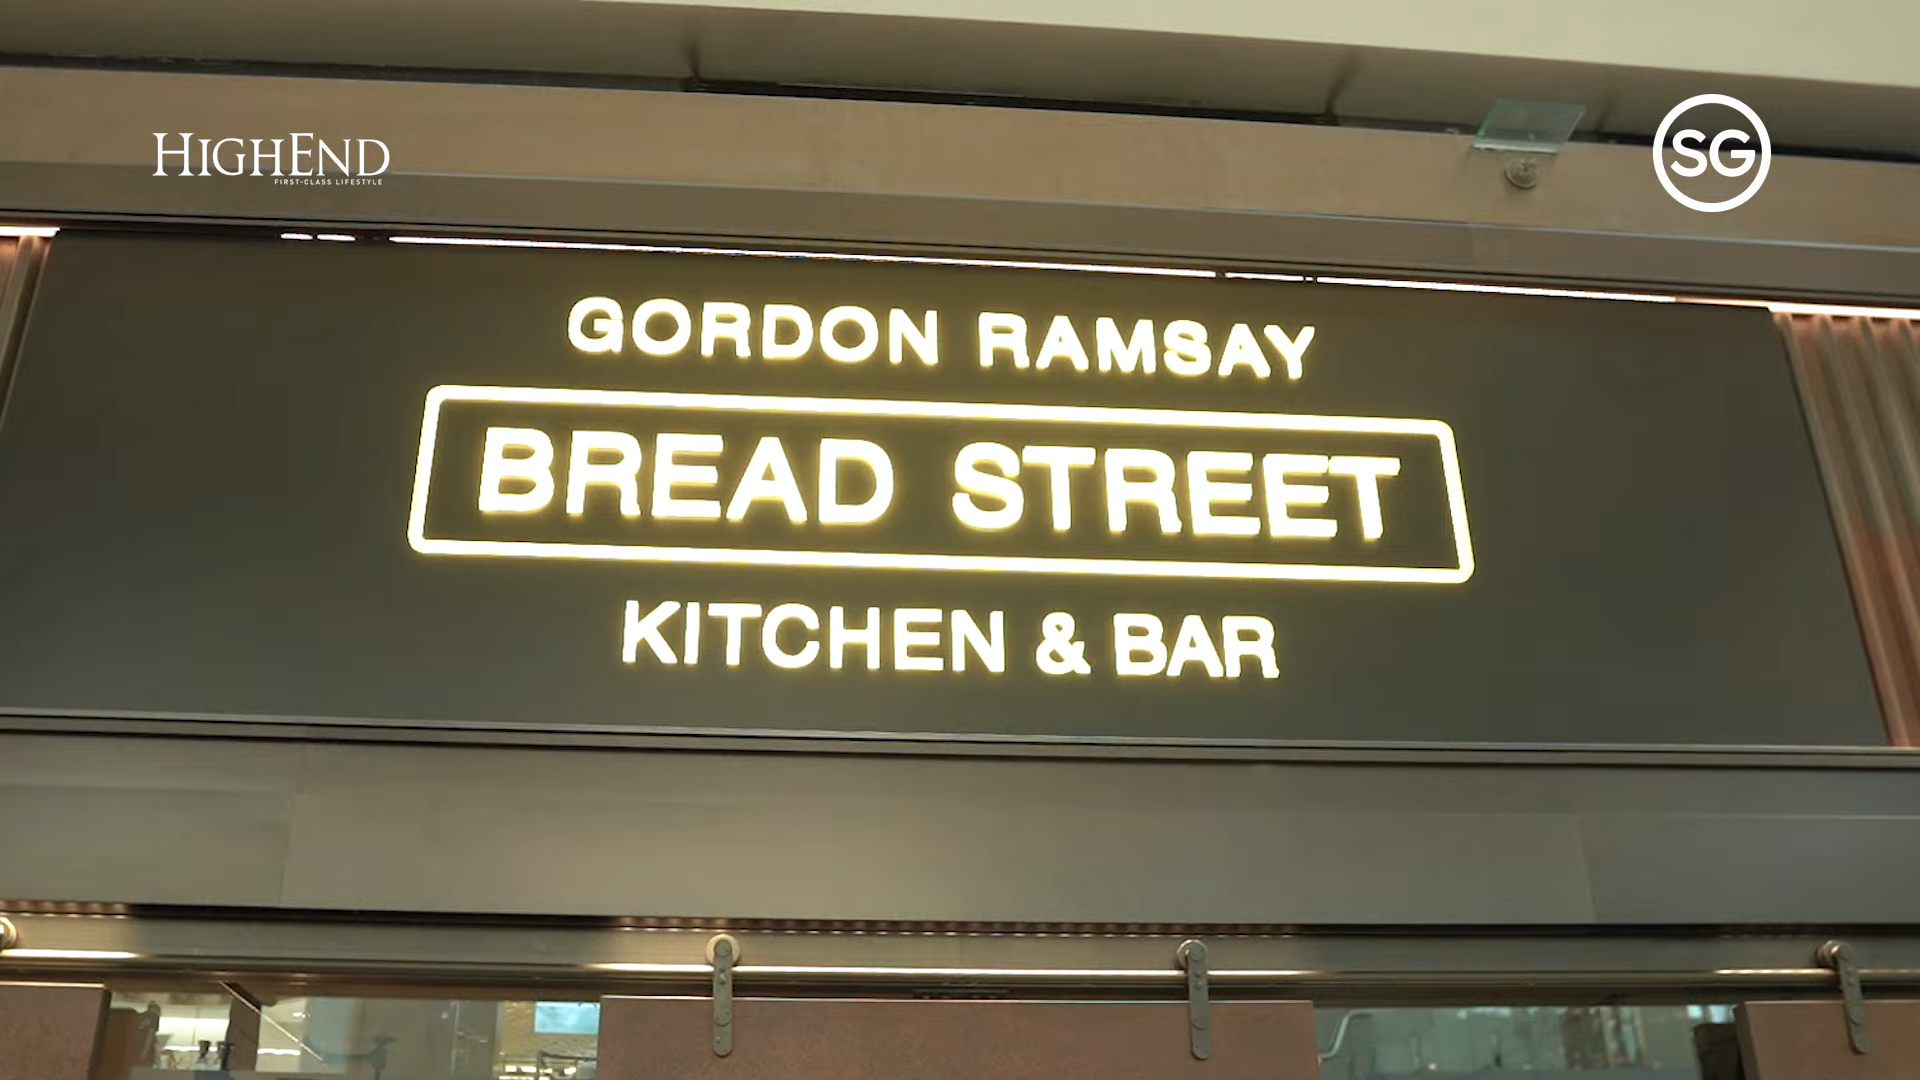 HIGHEND
FIRST-CLASS LIFESTYLE
SG
GORDON RAMSAY
BREAD STREET
KITCHEN & BAR